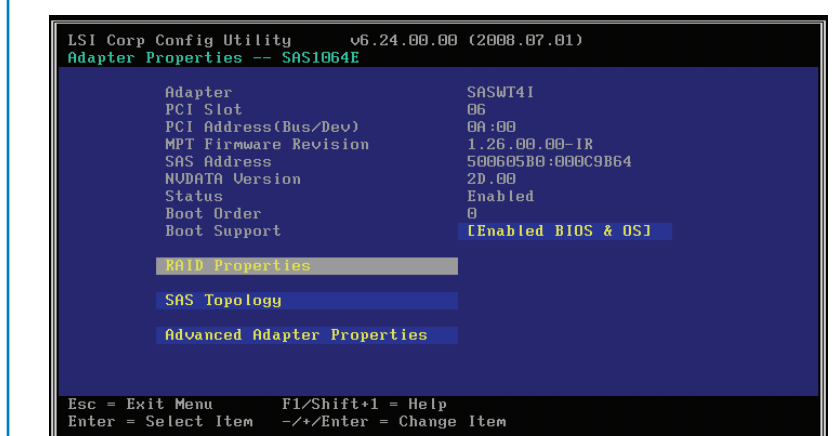 LSI Corp Config Utility v6.24.00.00 (2008.07.01)
Adapter Properties -- SAS1064E
Adapter SASWT4I
PCI Slot 06
PCI Address(Bus/Dev) 0A:00
MPT Firmware Revision 1.26.00.00-IR
SAS Address 500605B0:000C9B64
NVDATA Version 2D.00
Status Enabled
Boot Order 0
Boot Support [Enabled BIOS & OS]
RAID Properties
SAS Topology
Advanced Adapter Properties
Esc = Exit Menu F1/Shift+1 = Help
Enter = Select Item -/+/Enter = Change Item